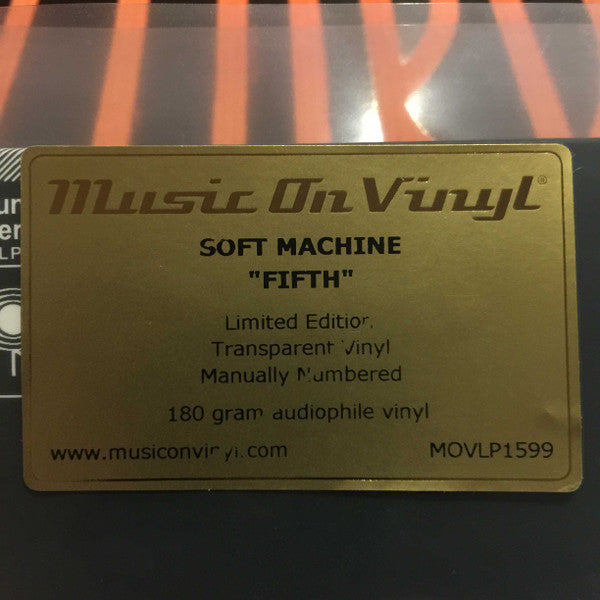 Music On Vinyl®
SOFT MACHINE
"FIFTH"
Limited Edition
Transparent Vinyl
Manually Numbered
180 gram audiophile vinyl
www.musiconvinyl.com
MOVLP1599
LP